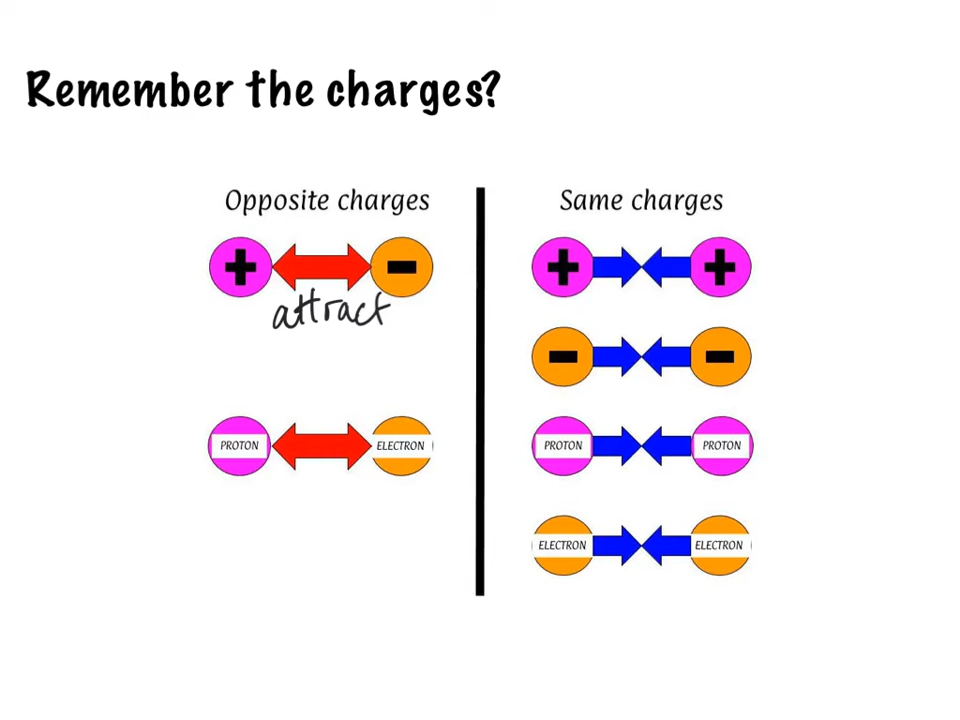 Remember the charges?
Opposite charges
+ -
attract
PROTON ELECTRON
Same charges
+ +
- -
PROTON PROTON
ELECTRON ELECTRON